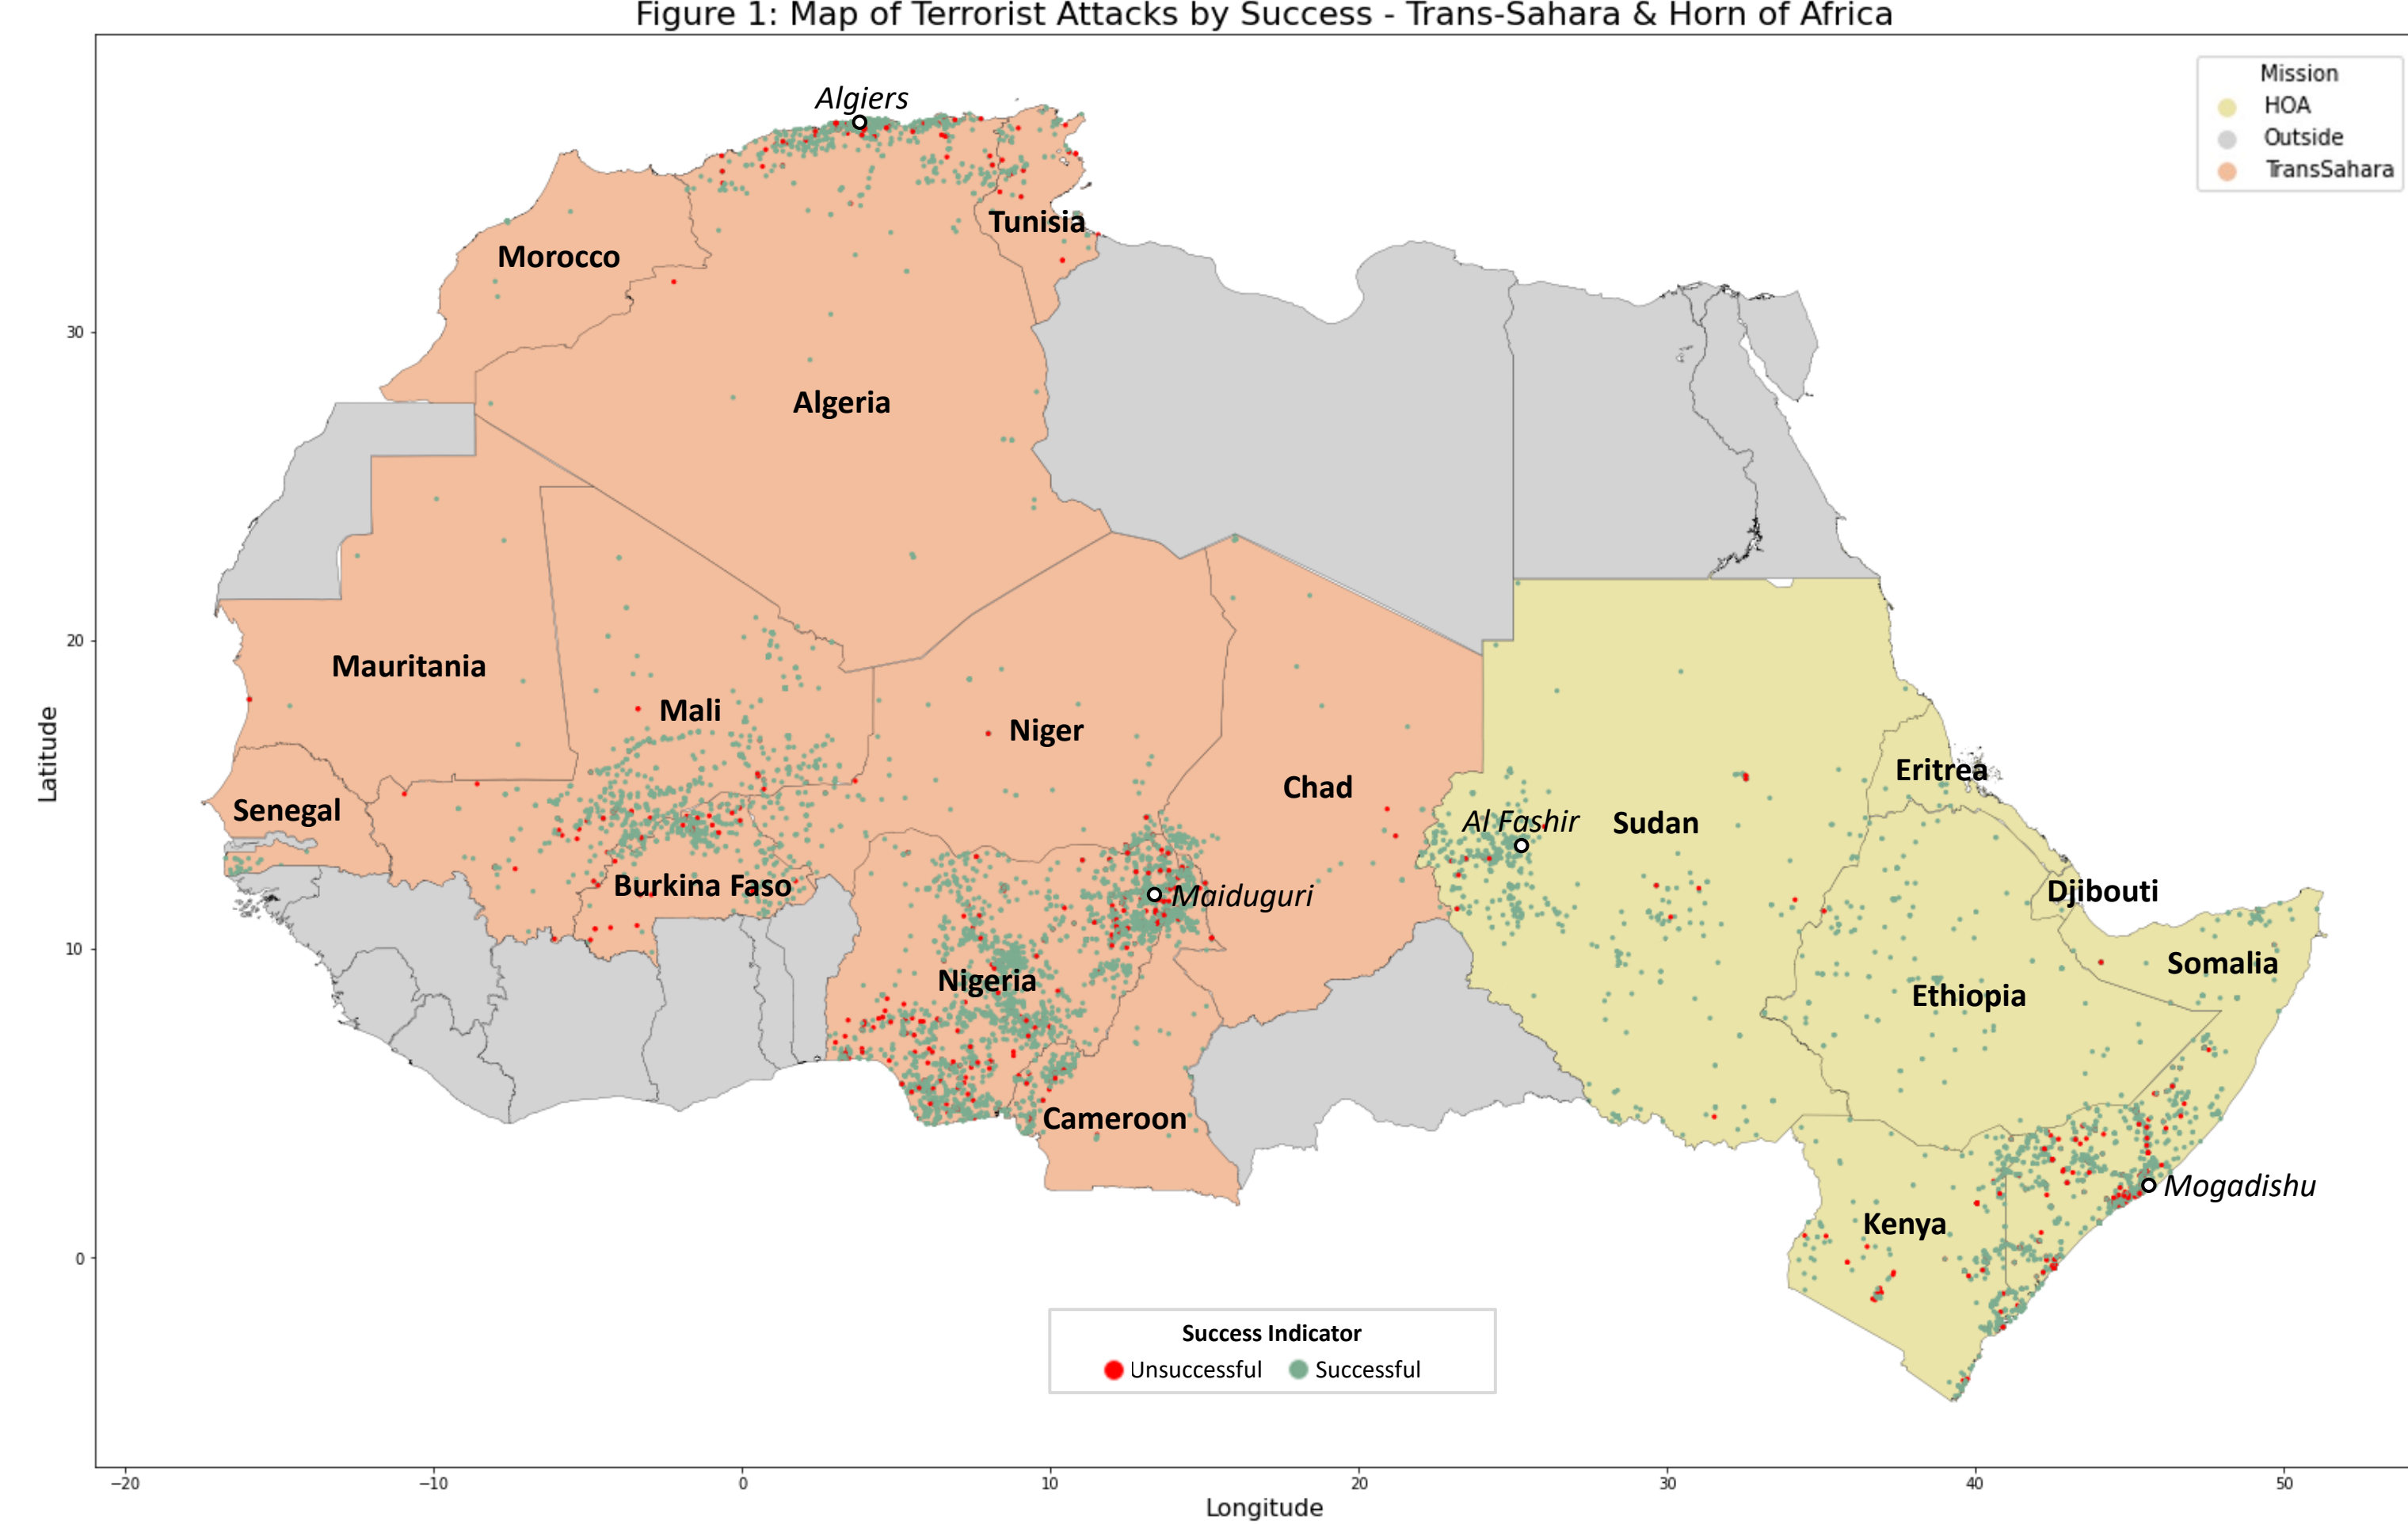 Figure 1: Map of Terrorist Attacks by Success - Trans-Sahara & Horn of Africa
Mission
HOA
Outside
TransSahara
Algiers
Tunisia
Morocco
30
Algeria
20
Mauritania
Mali
Niger
Latitude
Chad
Eritrea
Senegal
Al Fashir
Sudan
Burkina Faso
Maiduguri
Djibouti
10
Nigeria
Somalia
Ethiopia
Cameroon
Mogadishu
Kenya
0
Success Indicator
Unsuccessful Successful
−20 −10 0 10 20 30 40 50
Longitude